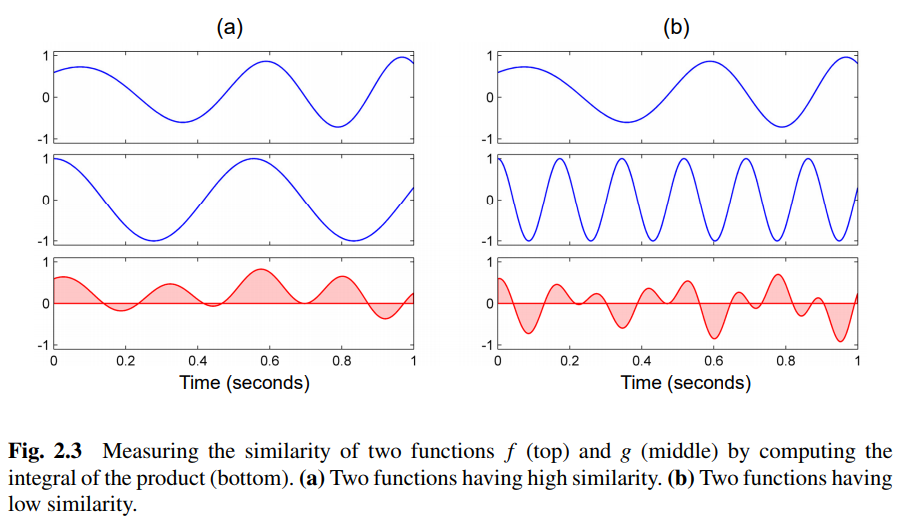 (a)
(b)
1
0
-1
1
0
-1
1
0
-1
0 0.2 0.4 0.6 0.8 1
Time (seconds)
1
0
-1
1
0
-1
1
0
-1
0 0.2 0.4 0.6 0.8 1
Time (seconds)
Fig. 2.3 Measuring the similarity of two functions f (top) and g (middle) by computing the
integral of the product (bottom). (a) Two functions having high similarity. (b) Two functions having
low similarity.